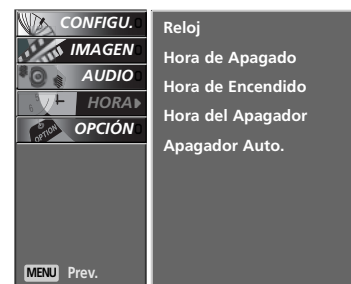 CONFIGU.
IMAGEN
AUDIO
HORA
OPCIÓN
OPTION
MENU Prev.
Reloj
Hora de Apagado
Hora de Encendido
Hora del Apagador
Apagador Auto.